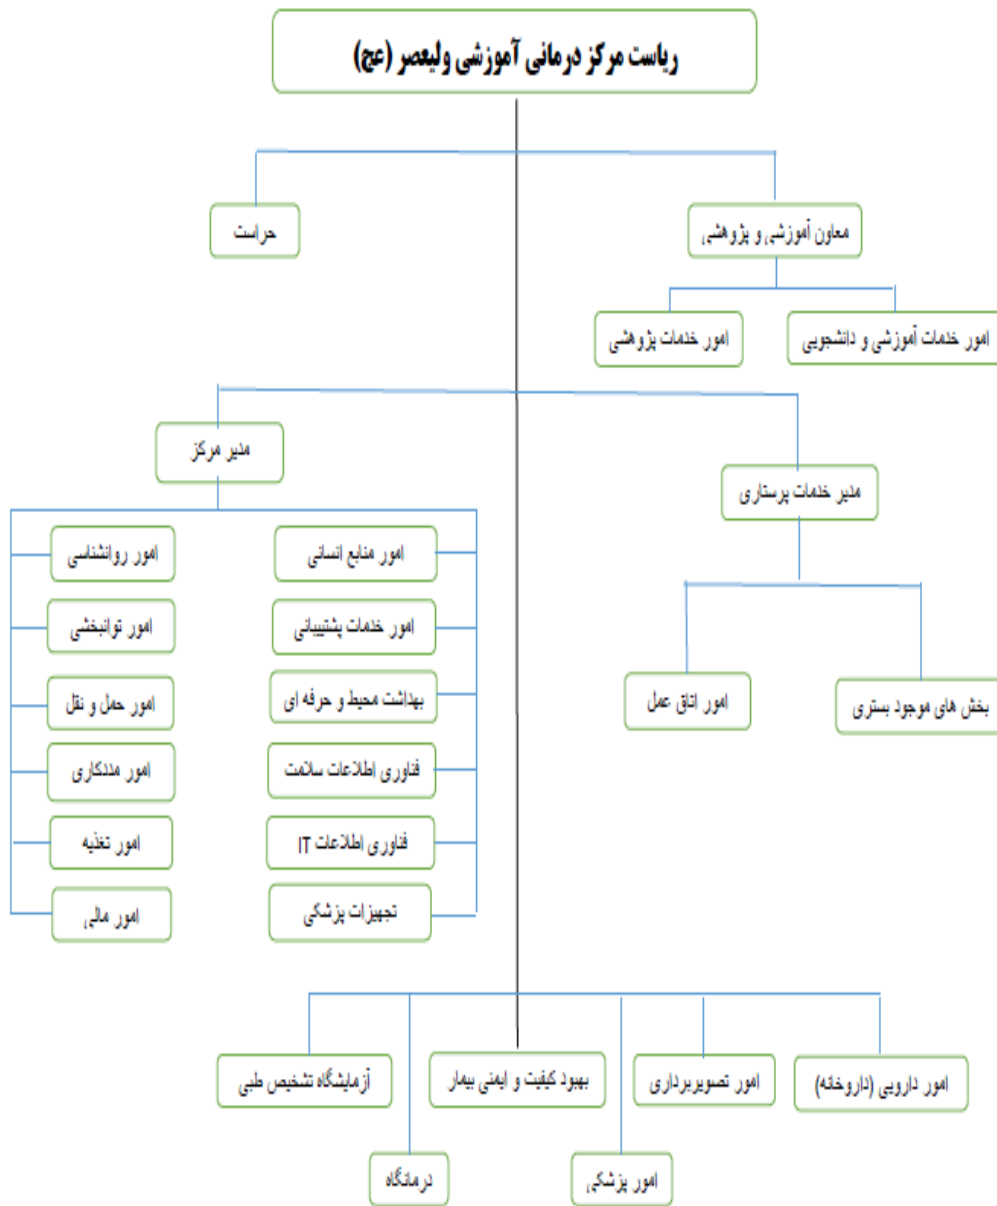 ریاست مرکز درمانی آموزشی ولیعصر (عج)
معاون آموزشی و پژوهشی
حراست
امور خدمات آموزشی و دانشجویی
امور خدمات پژوهشی
مدیر مرکز
مدیر خدمات پرستاری
امور منابع انسانی
امور روانشناسی
امور خدمات پشتیبانی
امور توانبخشی
بهداشت محیط و حرفه ای
امور حمل و نقل
فناوری اطلاعات سلامت
امور مددکاری
فناوری اطلاعات IT
امور تغذیه
تجهیزات پزشکی
امور مالی
بخش های موجود بستری
امور اتاق عمل
امور دارویی (داروخانه)
امور تصویربرداری
بهبود کیفیت و ایمنی بیمار
آزمایشگاه تشخیص طبی
امور پزشکی
درمانگاه